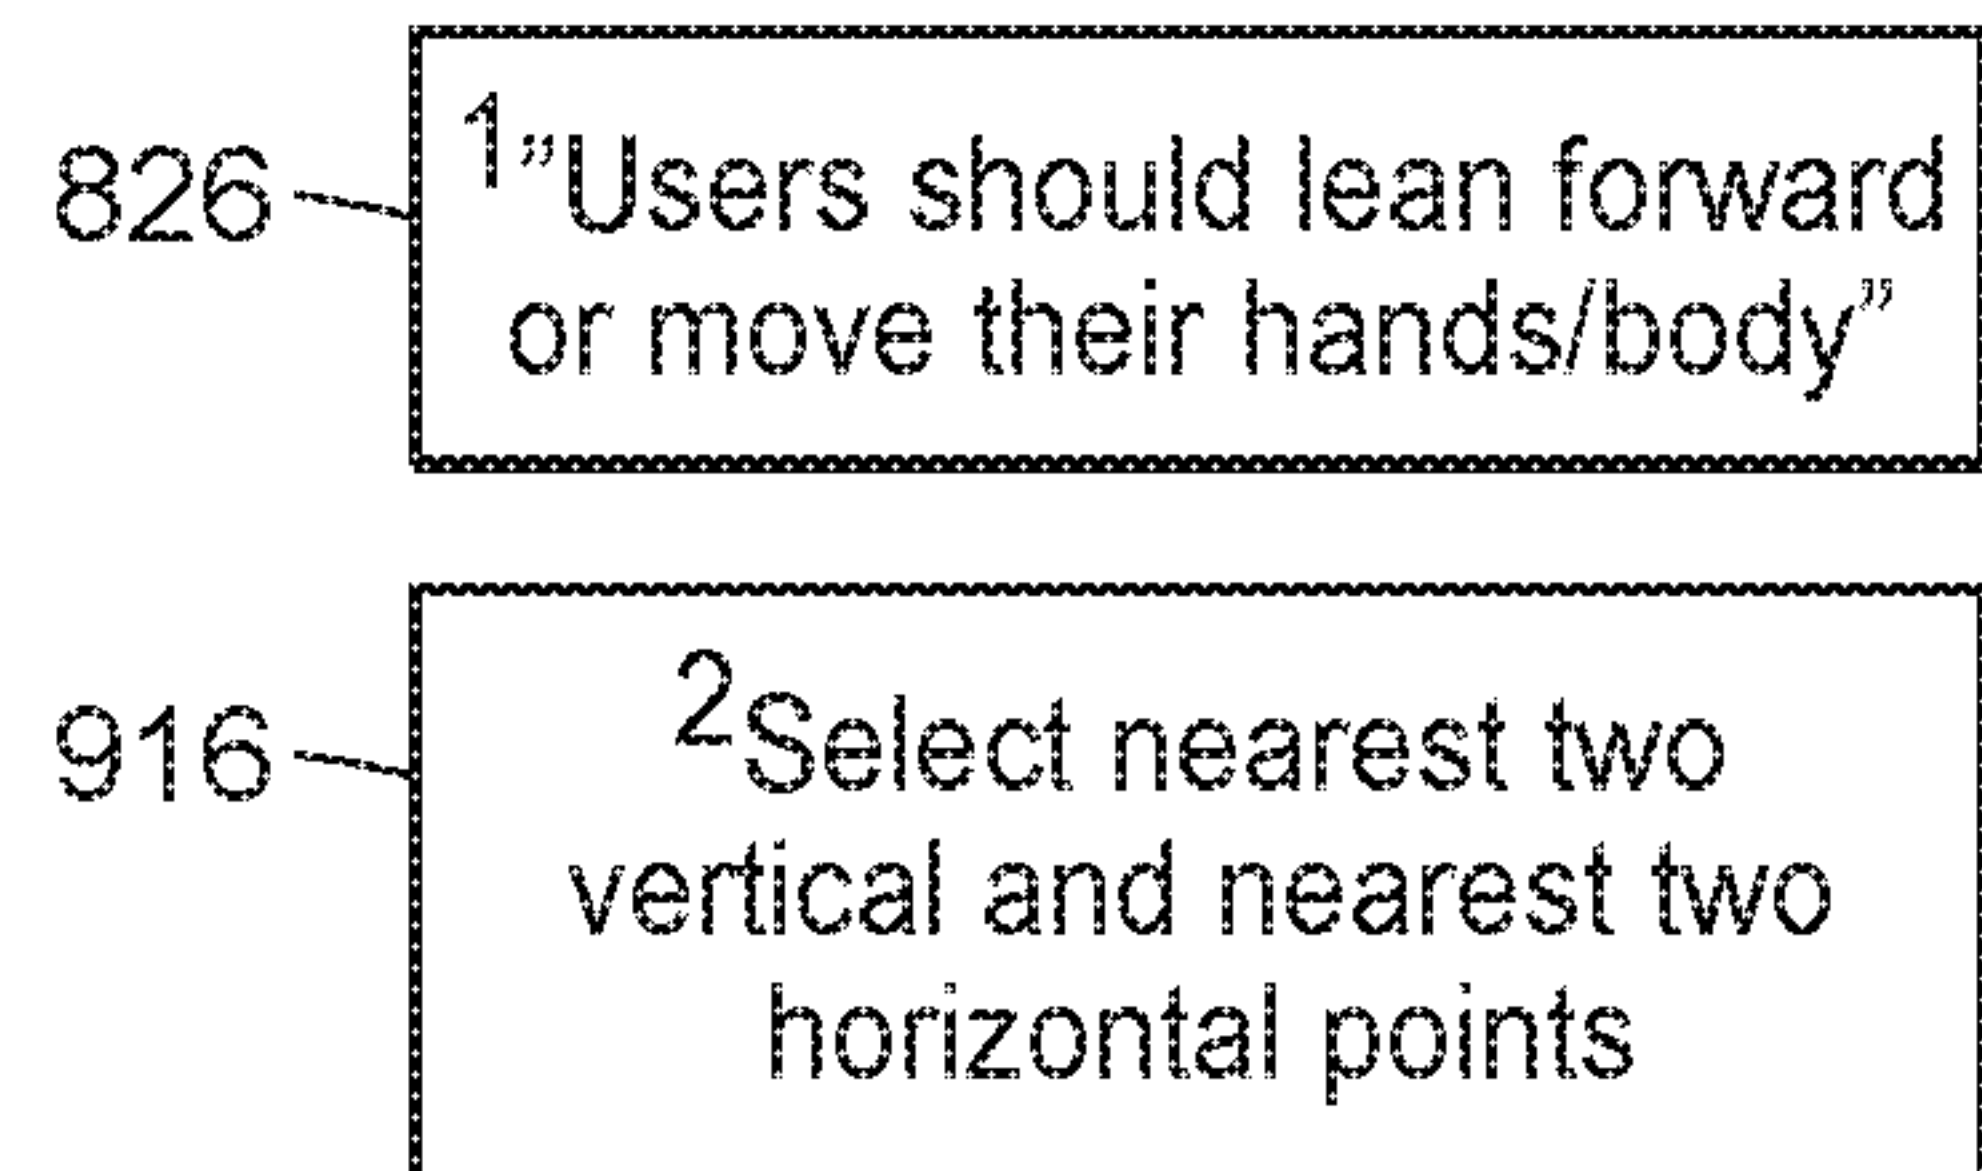 826
¹”Users should lean forward
or move their hands/body”
916
²Select nearest two
vertical and nearest two
horizontal points